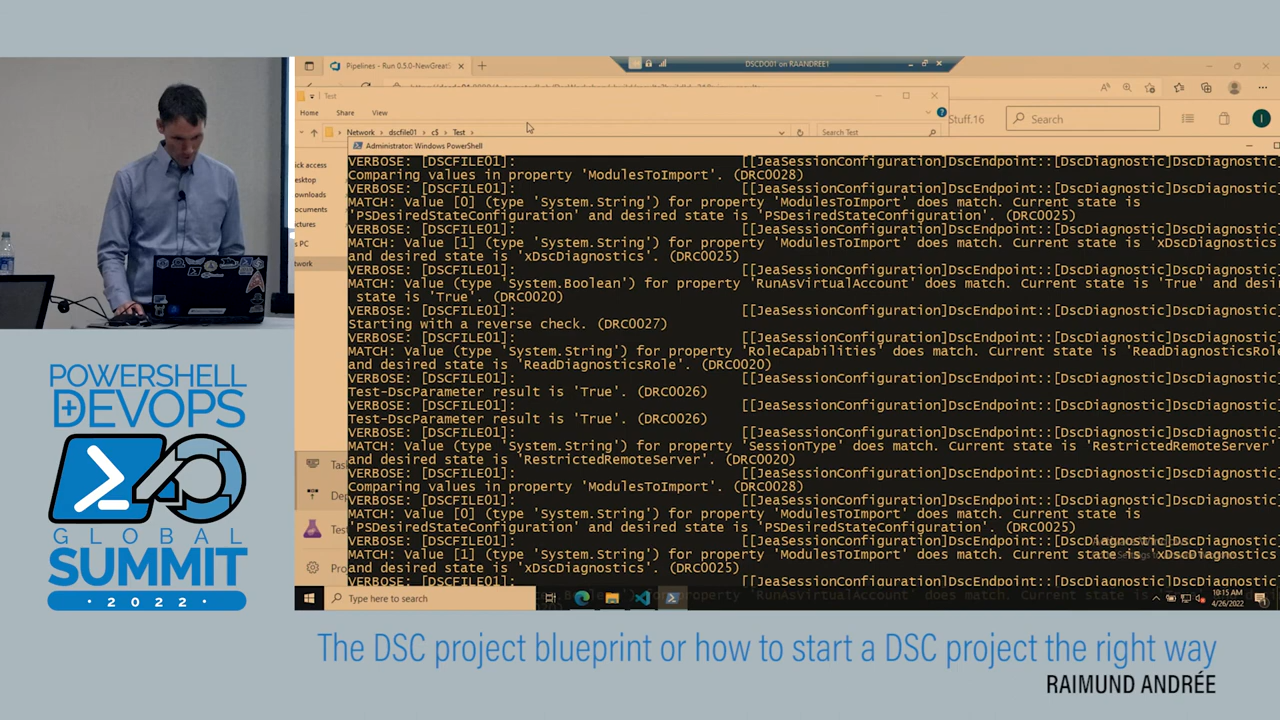 Pipelines - Run 0.5.0-NewGreatS
DSCDO01 on RAANDREE1
Test
Home Share View
Stuff.16
Search
Network > dscfile01 > c$ > Test >
Search Test
Administrator: Windows PowerShell
VERBOSE: [DSCFILE01]: [[JeaSessionConfiguration]DscEndpoint::[DscDiagnostic]DscDiagnostic
Comparing values in property 'ModulesToImport'. (DRC0028)
VERBOSE: [DSCFILE01]: [[JeaSessionConfiguration]DscEndpoint::[DscDiagnostic]DscDiagnostic
MATCH: Value [0] (type 'System.String') for property 'ModulesToImport' does match. Current state is
'PSDesiredStateConfiguration' and desired state is 'PSDesiredStateConfiguration'. (DRC0025)
VERBOSE: [DSCFILE01]: [[JeaSessionConfiguration]DscEndpoint::[DscDiagnostic]DscDiagnostic
MATCH: Value [1] (type 'System.String') for property 'ModulesToImport' does match. Current state is 'xDscDiagnostics'
and desired state is 'xDscDiagnostics'. (DRC0025)
VERBOSE: [DSCFILE01]: [[JeaSessionConfiguration]DscEndpoint::[DscDiagnostic]DscDiagnostic
MATCH: Value (type 'System.Boolean') for property 'RunAsVirtualAccount' does match. Current state is 'True' and desi
state is 'True'. (DRC0020)
VERBOSE: [DSCFILE01]: [[JeaSessionConfiguration]DscEndpoint::[DscDiagnostic]DscDiagnostic
Starting with a reverse check. (DRC0027)
VERBOSE: [DSCFILE01]: [[JeaSessionConfiguration]DscEndpoint::[DscDiagnostic]DscDiagnostic
MATCH: Value (type 'System.String') for property 'RoleCapabilities' does match. Current state is 'ReadDiagnosticsRole
and desired state is 'ReadDiagnosticsRole'. (DRC0020)
VERBOSE: [DSCFILE01]: [[JeaSessionConfiguration]DscEndpoint::[DscDiagnostic]DscDiagnostic
Test-DscParameter result is 'True'. (DRC0026)
VERBOSE: [DSCFILE01]: [[JeaSessionConfiguration]DscEndpoint::[DscDiagnostic]DscDiagnostic
Test-DscParameter result is 'True'. (DRC0026)
VERBOSE: [DSCFILE01]: [[JeaSessionConfiguration]DscEndpoint::[DscDiagnostic]DscDiagnostic
MATCH: Value (type 'System.String') for property 'SessionType' does match. Current state is 'RestrictedRemoteServer'
and desired state is 'RestrictedRemoteServer'. (DRC0020)
VERBOSE: [DSCFILE01]: [[JeaSessionConfiguration]DscEndpoint::[DscDiagnostic]DscDiagnostic
Comparing values in property 'ModulesToImport'. (DRC0028)
VERBOSE: [DSCFILE01]: [[JeaSessionConfiguration]DscEndpoint::[DscDiagnostic]DscDiagnostic
MATCH: Value [0] (type 'System.String') for property 'ModulesToImport' does match. Current state is
'PSDesiredStateConfiguration' and desired state is 'PSDesiredStateConfiguration'. (DRC0025)
VERBOSE: [DSCFILE01]: [[JeaSessionConfiguration]DscEndpoint::[DscDiagnostic]DscDiagnostic
MATCH: Value [1] (type 'System.String') for property 'ModulesToImport' does match. Current state is 'xDscDiagnostics'
and desired state is 'xDscDiagnostics'. (DRC0025)
VERBOSE: [DSCFILE01]: [[JeaSessionConfiguration]DscEndpoint::[DscDiagnostic]DscDiagnostic
Type here to search
10:15 AM
4/26/2022
POWERSHELL
+ DEVOPS
GLOBAL
SUMMIT
· 2022 ·
The DSC project blueprint or how to start a DSC project the right way
RAIMUND ANDRÉE